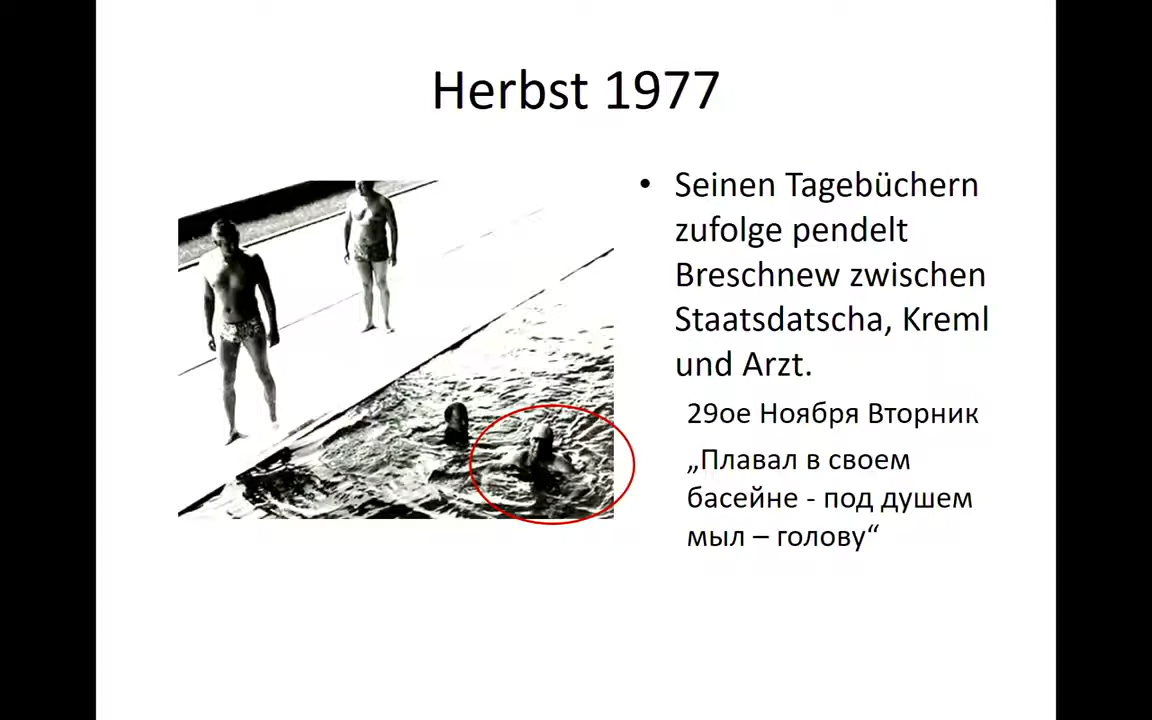 Herbst 1977
• Seinen Tagebüchern
zufolge pendelt
Breschnew zwischen
Staatsdatscha, Kreml
und Arzt.
29ое Ноября Вторник
„Плавал в своем
басейне - под душем
мыл – голову“